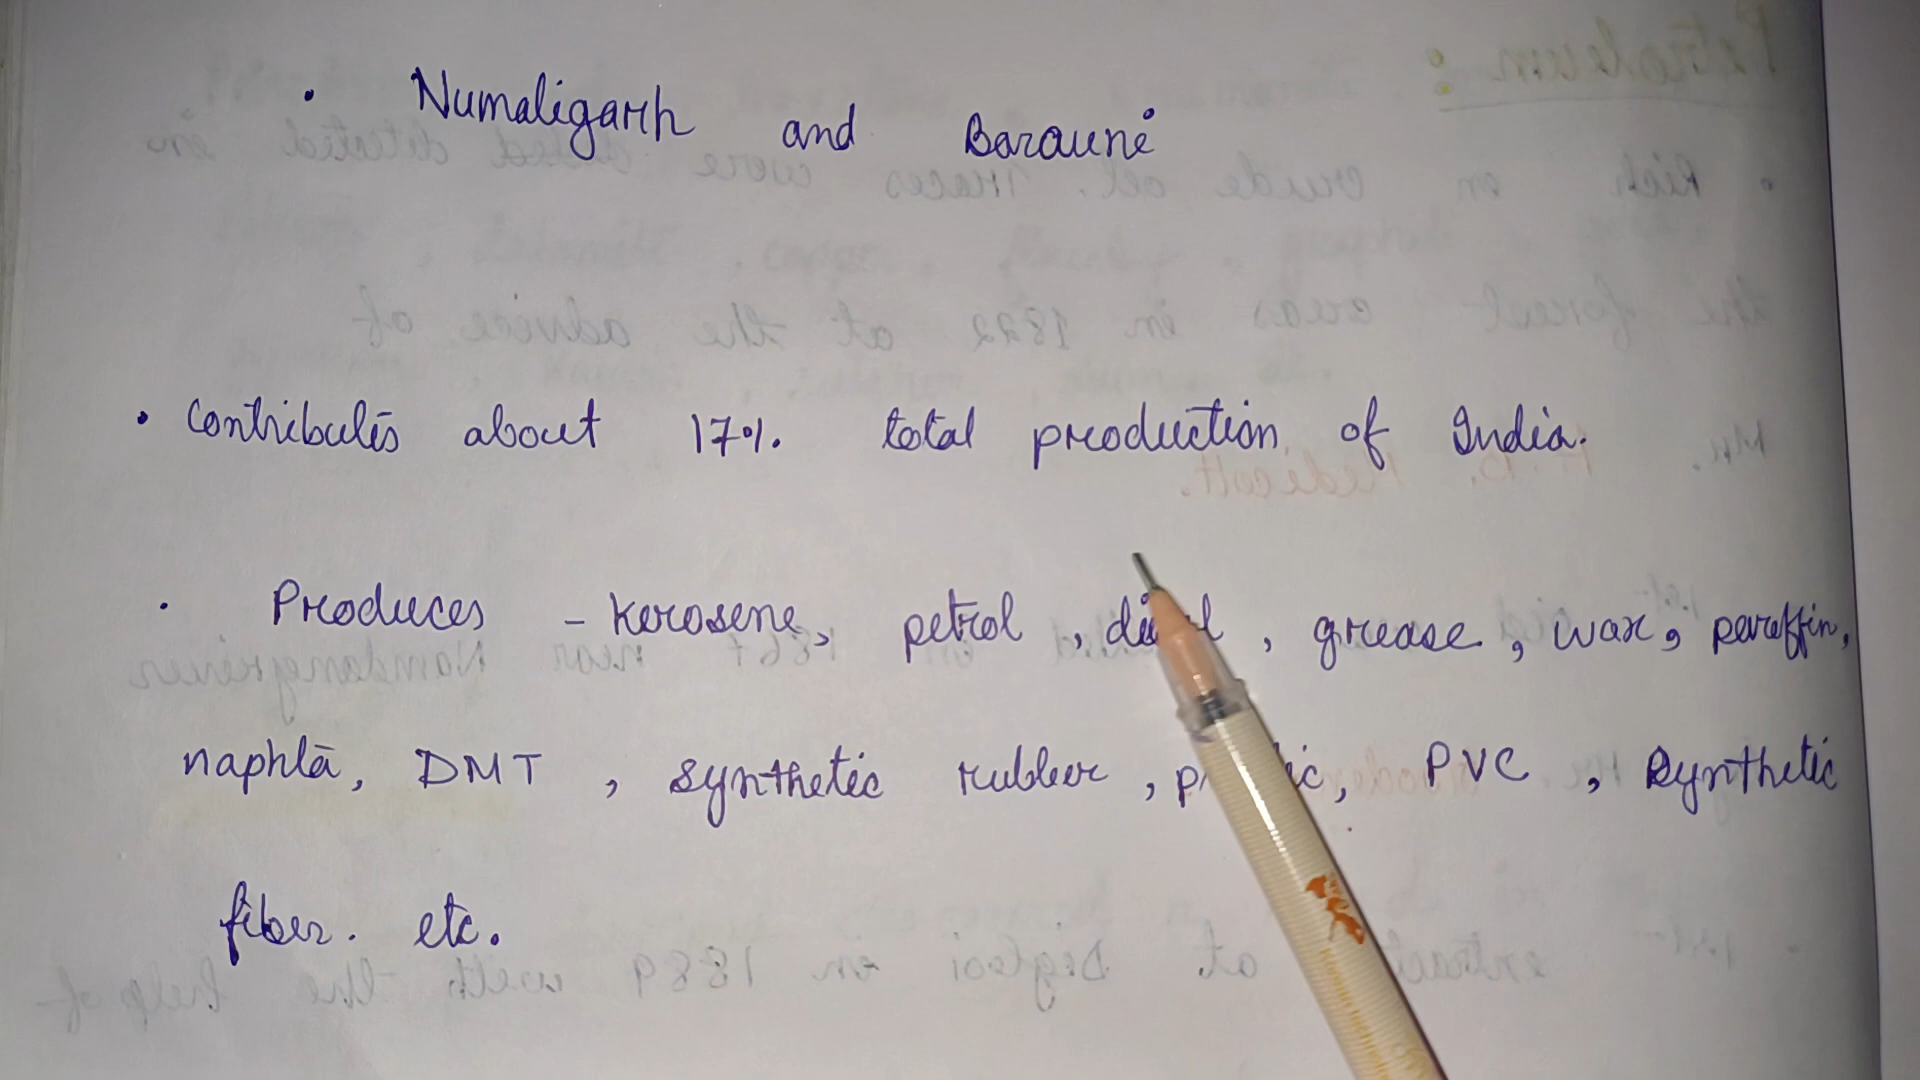 • Numaligarh and Barauni
• Contributes about 17% total production of India.
• Produces - Kerosene, petrol, diesel, grease, wax, paraffin,
naphta, DMT, synthetic rubber, PVC, synthetic
fiber. etc.